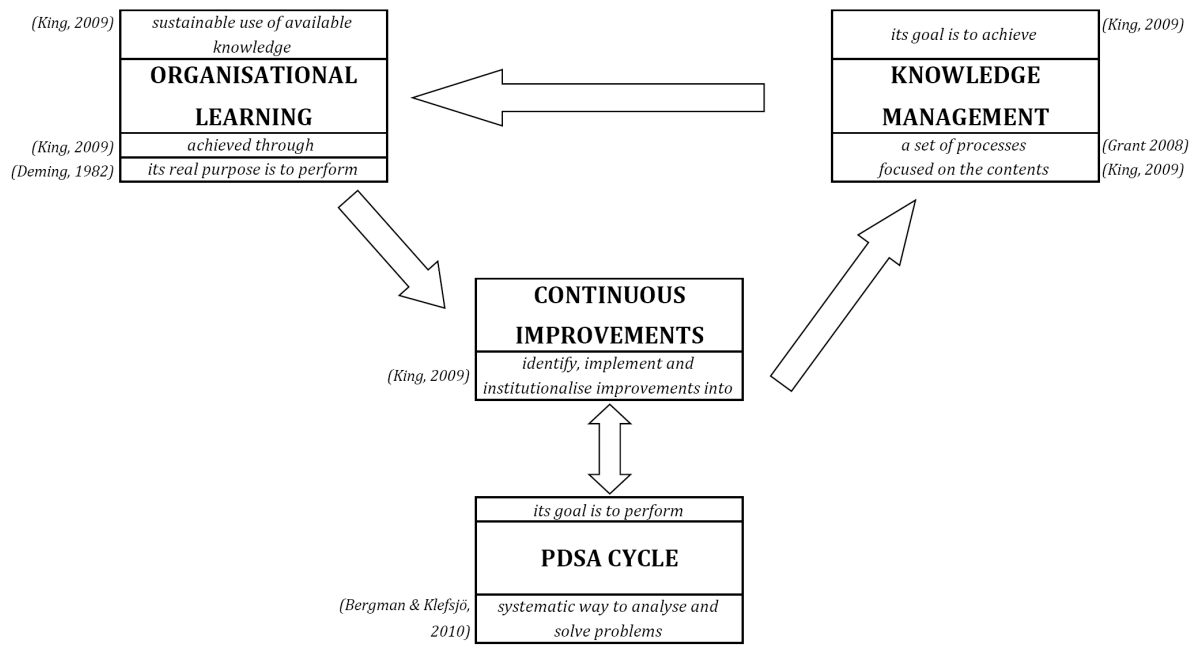 (King, 2009)
sustainable use of available
knowledge
ORGANISATIONAL
LEARNING
(King, 2009)
achieved through
(Deming, 1982)
its real purpose is to perform
its goal is to achieve
(King, 2009)
KNOWLEDGE
MANAGEMENT
a set of processes
(Grant 2008)
focused on the contents
(King, 2009)
CONTINUOUS
IMPROVEMENTS
identify, implement and
(King, 2009)
institutionalise improvements into
its goal is to perform
PDSA CYCLE
(Bergman & Klefsjö,
2010)
systematic way to analyse and
solve problems